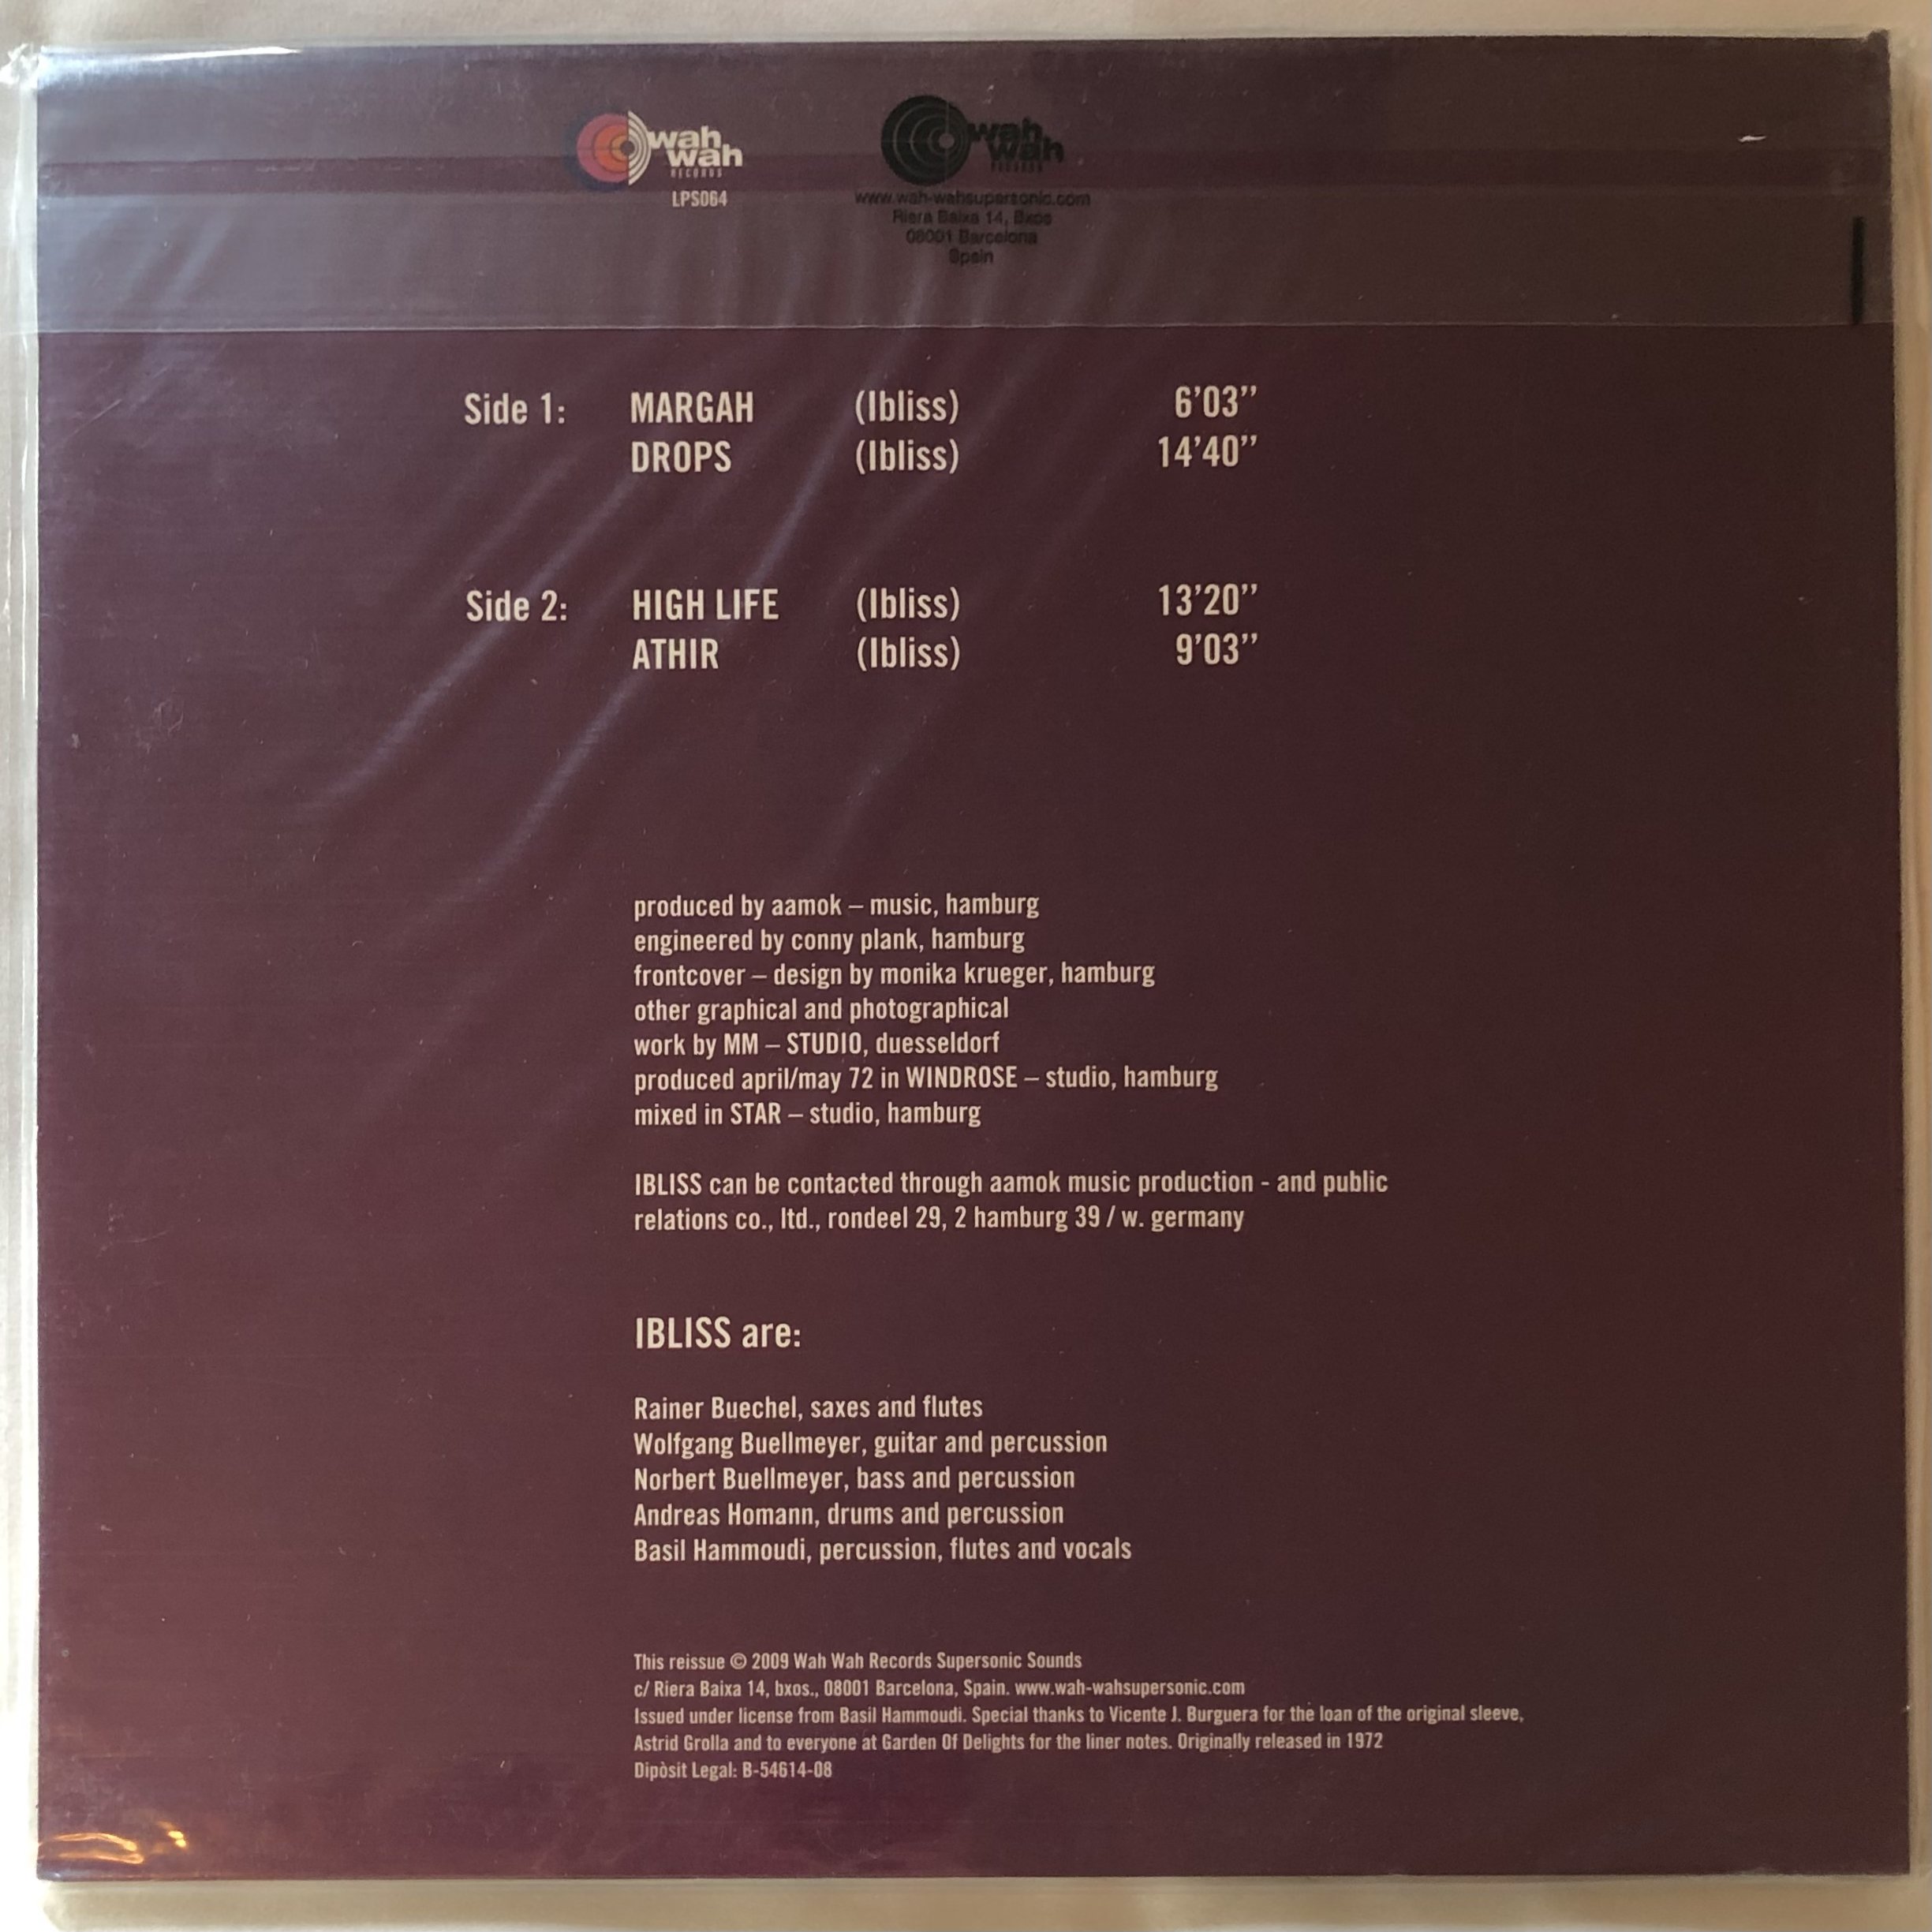 wah wah RECORDS
LPS064
wah wah RECORDS
www.wah-wahsupersonic.com
Riera Baixa 14, Bxos
08001 Barcelona
Spain
Side 1: MARGAH (Ibliss) 6’03’’
DROPS (Ibliss) 14’40’’
Side 2: HIGH LIFE (Ibliss) 13’20’’
ATHIR (Ibliss) 9’03’’
produced by aamok – music, hamburg
engineered by conny plank, hamburg
frontcover – design by monika krueger, hamburg
other graphical and photographical
work by MM – STUDIO, duesseldorf
produced april/may 72 in WINDROSE – studio, hamburg
mixed in STAR – studio, hamburg
IBLISS can be contacted through aamok music production - and public
relations co., ltd., rondeel 29, 2 hamburg 39 / w. germany
IBLISS are:
Rainer Buechel, saxes and flutes
Wolfgang Buellmeyer, guitar and percussion
Norbert Buellmeyer, bass and percussion
Andreas Homann, drums and percussion
Basil Hammoudi, percussion, flutes and vocals
This reissue © 2009 Wah Wah Records Supersonic Sounds
c/ Riera Baixa 14, bxos., 08001 Barcelona, Spain. www.wah-wahsupersonic.com
Issued under license from Basil Hammoudi. Special thanks to Vicente J. Burguera for the loan of the original sleeve,
Astrid Grolla and to everyone at Garden Of Delights for the liner notes. Originally released in 1972
Dipòsit Legal: B-54614-08